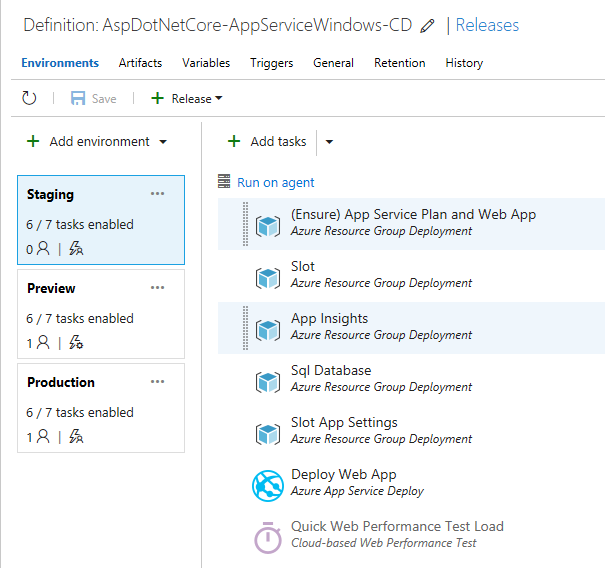 Definition: AspDotNetCore-AppServiceWindows-CD | Releases
Environments Artifacts Variables Triggers General Retention History
Save Release
Add environment Add tasks
Staging ...
6 / 7 tasks enabled
0 |
Preview ...
6 / 7 tasks enabled
1 |
Production ...
6 / 7 tasks enabled
1 |
Run on agent
(Ensure) App Service Plan and Web App
Azure Resource Group Deployment
Slot
Azure Resource Group Deployment
App Insights
Azure Resource Group Deployment
Sql Database
Azure Resource Group Deployment
Slot App Settings
Azure Resource Group Deployment
Deploy Web App
Azure App Service Deploy
Quick Web Performance Test Load
Cloud-based Web Performance Test